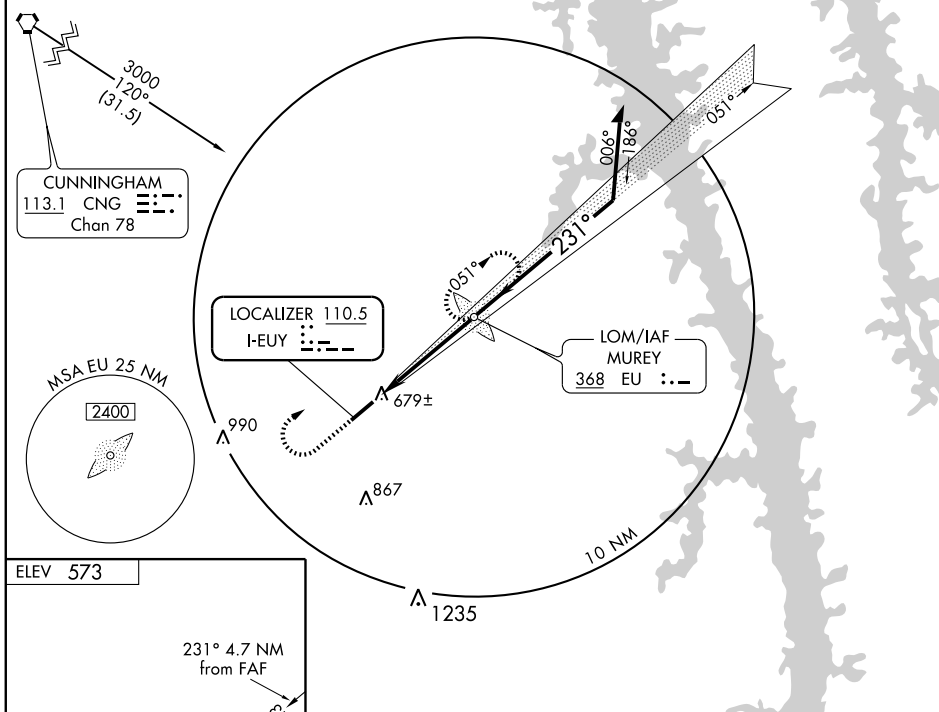 3000
120°
(31.5)
CUNNINGHAM
113.1 CNG
Chan 78
006°
186°
051°
231°
051°
LOCALIZER 110.5
I-EUY
LOM/IAF
MUREY
368 EU
679±
MSA EU 25 NM
2400
990
867
10 NM
1235
ELEV 573
231° 4.7 NM
from FAF